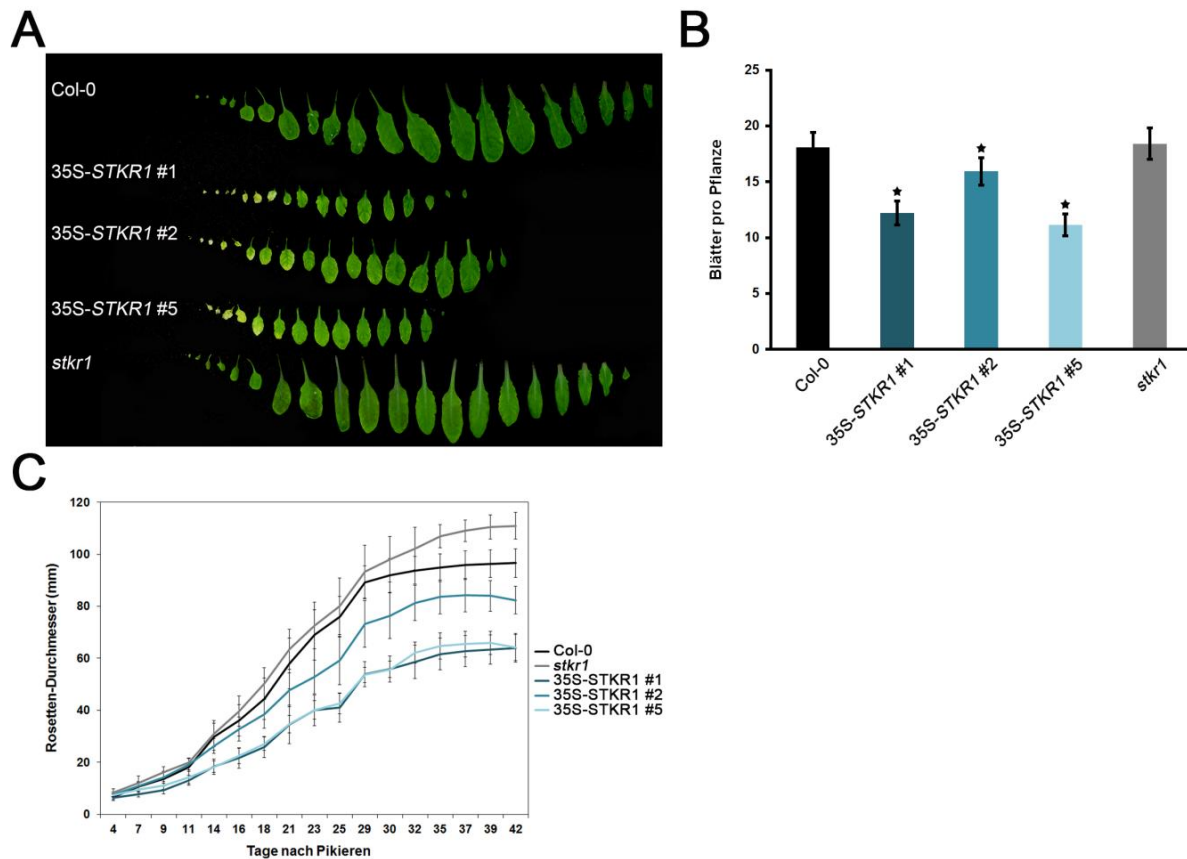 A
Col-0
35S-STKR1 #1
35S-STKR1 #2
35S-STKR1 #5
stkr1
B
25
20
15
10
5
0
Blätter pro Pflanze
Col-0
35S-STKR1 #1
35S-STKR1 #2
35S-STKR1 #5
stkr1
C
120
100
80
60
40
20
0
Rosetten-Durchmesser (mm)
4 7 9 11 14 16 18 21 23 25 29 30 32 35 37 39 42
Tage nach Pikieren
Col-0
stkr1
35S-STKR1 #1
35S-STKR1 #2
35S-STKR1 #5